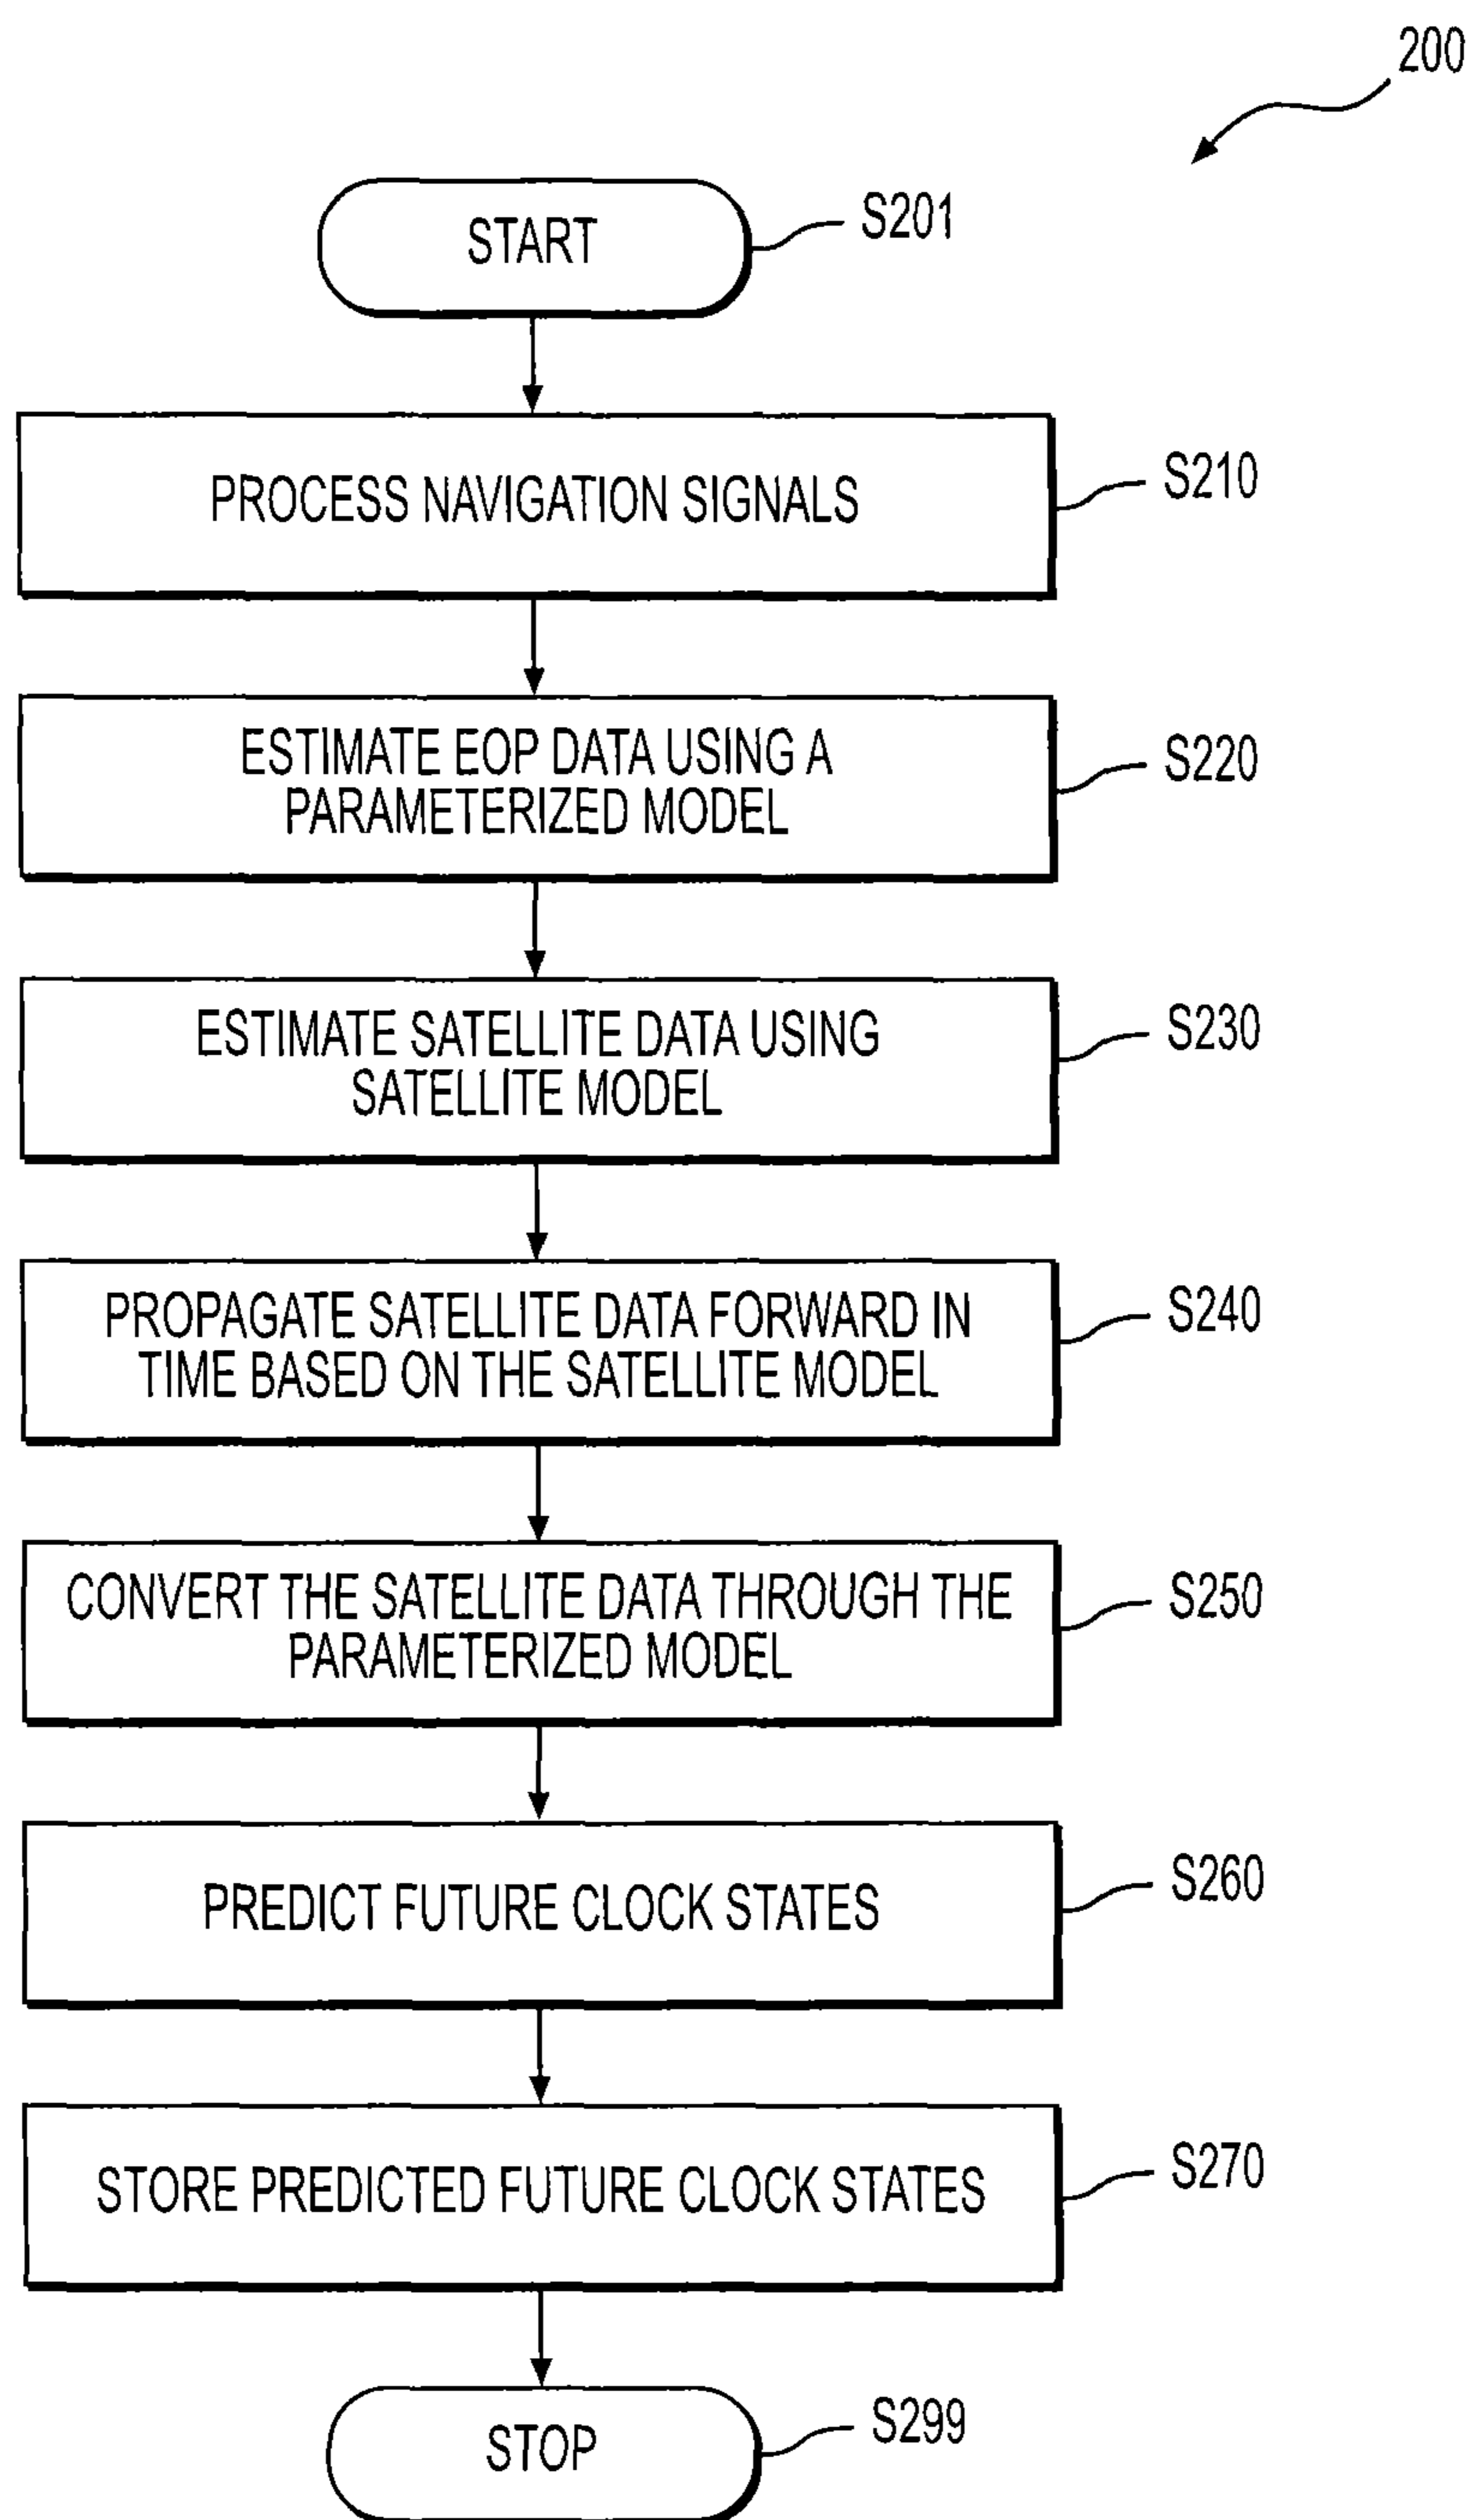 200
START
S201
PROCESS NAVIGATION SIGNALS
S210
ESTIMATE EOP DATA USING A
PARAMETERIZED MODEL
S220
ESTIMATE SATELLITE DATA USING
SATELLITE MODEL
S230
PROPAGATE SATELLITE DATA FORWARD IN
TIME BASED ON THE SATELLITE MODEL
S240
CONVERT THE SATELLITE DATA THROUGH THE
PARAMETERIZED MODEL
S250
PREDICT FUTURE CLOCK STATES
S260
STORE PREDICTED FUTURE CLOCK STATES
S270
STOP
S299